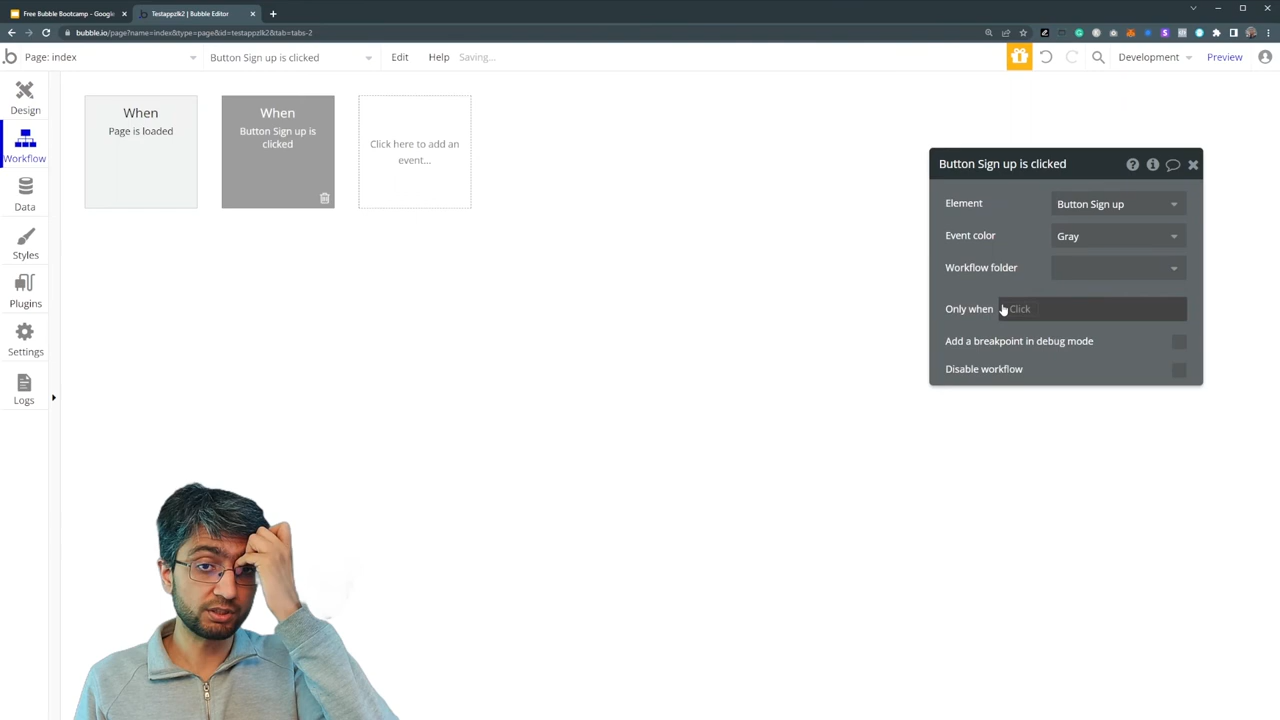 Free Bubble Bootcamp - Google
Testappzlk2 | Bubble Editor
bubble.io/page?name=index&type=page&id=testappzlk2&tab=tabs-2
Page: index
Button Sign up is clicked
Edit
Help
Saving...
Development
Preview
Design
Workflow
Data
Styles
Plugins
Settings
Logs
When
Page is loaded
When
Button Sign up is
clicked
Click here to add an
event...
Button Sign up is clicked
Element
Button Sign up
Event color
Gray
Workflow folder
Only when
Click
Add a breakpoint in debug mode
Disable workflow